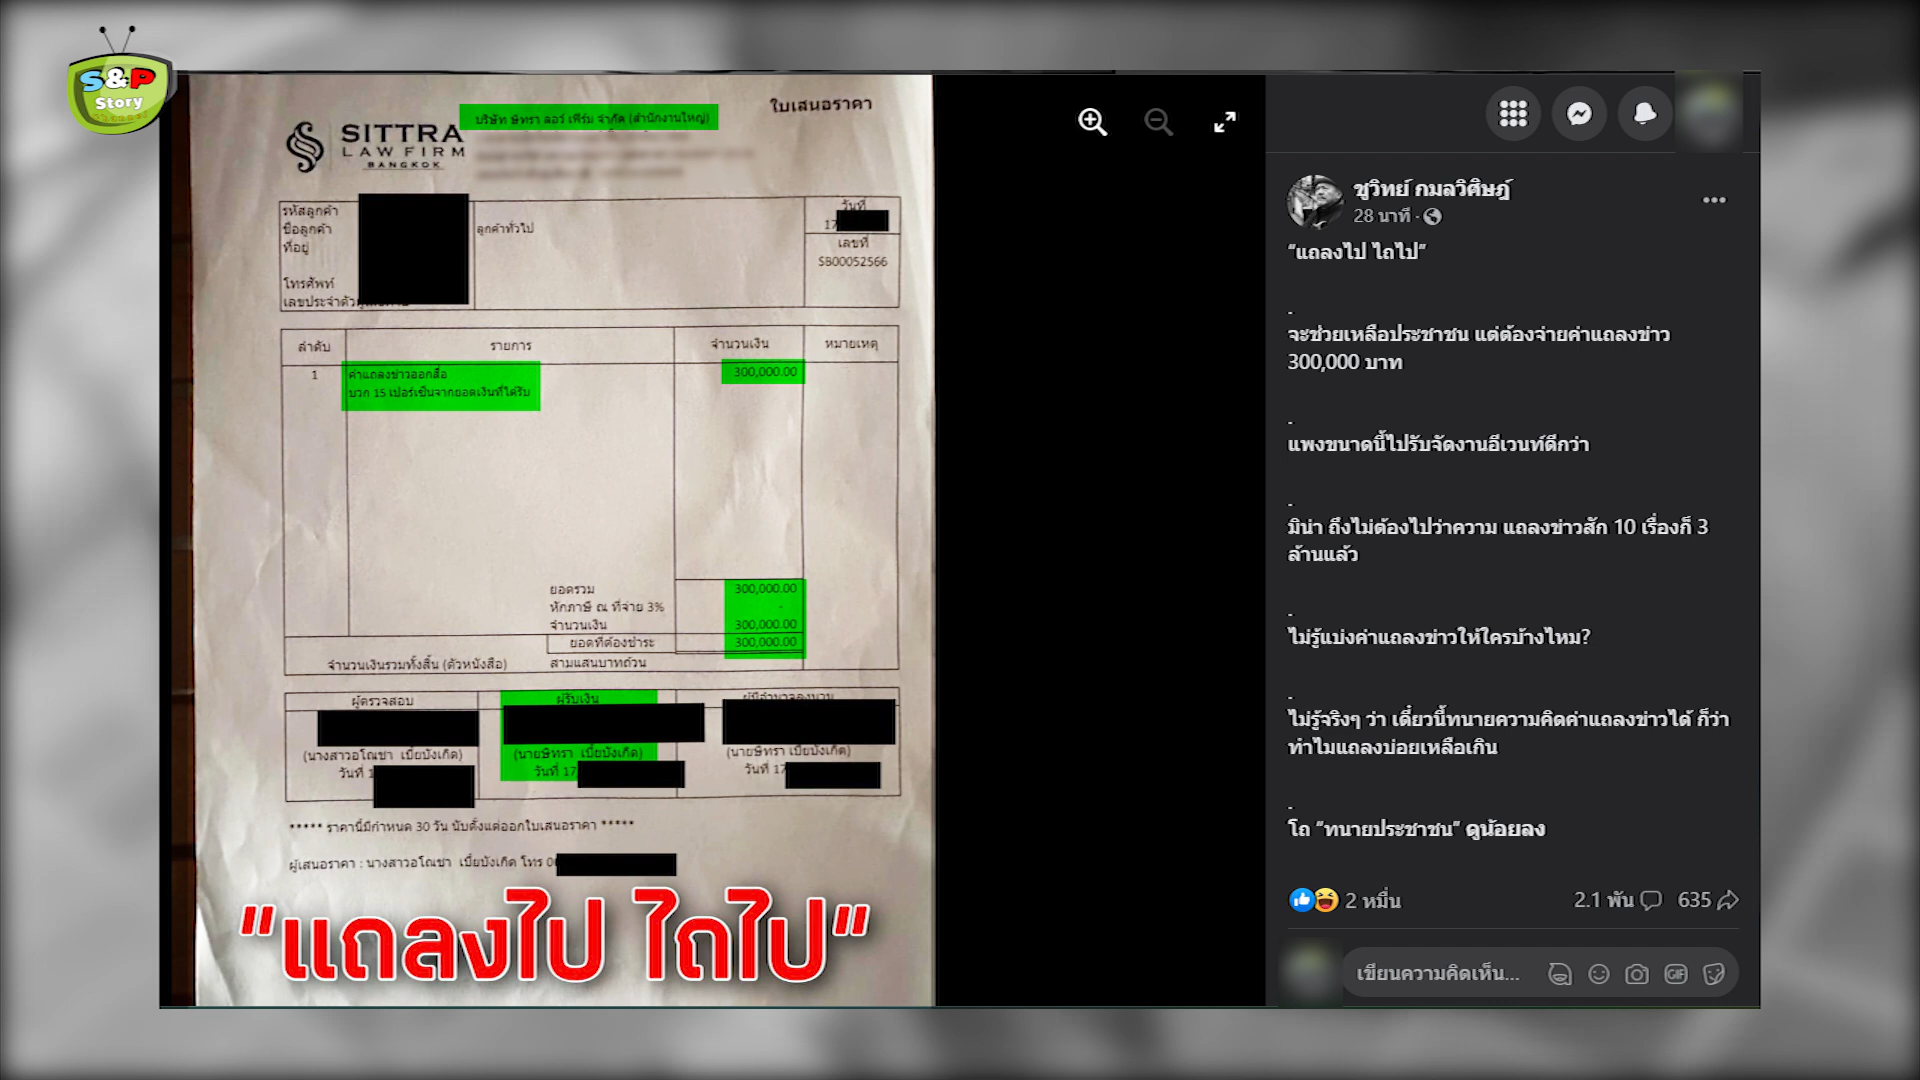 S&P
Story
Channel
ใบเสนอราคา
บริษัท ษิทรา ลอว์ เฟิร์ม จำกัด (สำนักงานใหญ่)
SITTRA
LAW FIRM
BANGKOK
รหัสลูกค้า
ชื่อลูกค้า
ลูกค้าทั่วไป
ที่อยู่
โทรศัพท์
เลขประจำตัว
วันที่
17
เลขที่
SB00052566
ลำดับ รายการ จำนวนเงิน หมายเหตุ
1 ค่าแถลงข่าวออกสื่อ 300,000.00
บวก 15 เปอร์เซ็นจากยอดเงินที่ได้รับ
ยอดรวม 300,000.00
หักภาษี ณ ที่จ่าย 3% -
จำนวนเงิน 300,000.00
ยอดที่ต้องชำระ 300,000.00
จำนวนเงินรวมทั้งสิ้น (ตัวหนังสือ) สามแสนบาทถ้วน
ผู้ตรวจสอบ ผู้รับเงิน ผู้มีอำนาจลงนาม
(นางสาวอโณชา เบี้ยบังเกิด) (นายษิทรา เบี้ยบังเกิด) (นายษิทรา เบี้ยบังเกิด)
วันที่ 1 วันที่ 17 วันที่ 17
***** ราคานี้มีกำหนด 30 วัน นับตั้งแต่ออกใบเสนอราคา *****
ผู้เสนอราคา : นางสาวอโณชา เบี้ยบังเกิด โทร 0
"แถลงไป ไถไป"
ชูวิทย์ กมลวิศิษฎ์
28 นาที ·
"แถลงไป ไถไป"
.
จะช่วยเหลือประชาชน แต่ต้องจ่ายค่าแถลงข่าว
300,000 บาท
.
แพงขนาดนี้ไปรับจัดงานอีเวนท์ดีกว่า
.
มิน่า ถึงไม่ต้องไปว่าความ แถลงข่าวสัก 10 เรื่องก็ 3
ล้านแล้ว
.
ไม่รู้แบ่งค่าแถลงข่าวให้ใครบ้างไหม?
.
ไม่รู้จริงๆ ว่า เดี๋ยวนี้ทนายความคิดค่าแถลงข่าวได้ ก็ว่า
ทำไมแถลงบ่อยเหลือเกิน
.
โถ "ทนายประชาชน" ดูน้อยลง
2 หมื่น 2.1 พัน 635
เขียนความคิดเห็น...
GIF